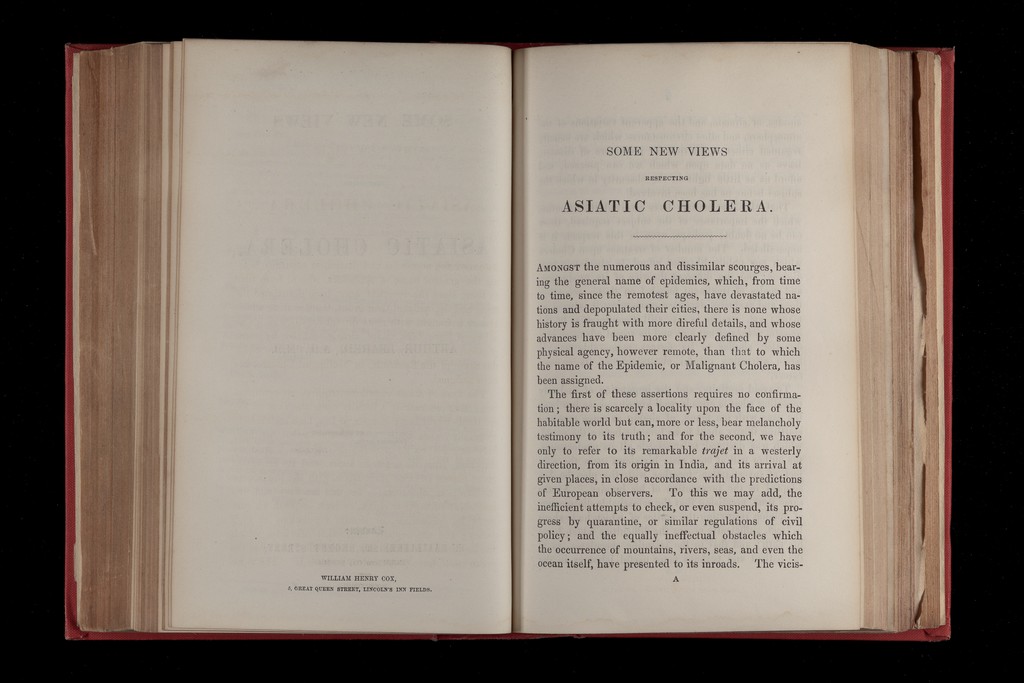 WILLIAM HENRY COX,
5, GREAT QUEEN STREET, LINCOLN'S INN FIELDS.
SOME NEW VIEWS
RESPECTING
ASIATIC CHOLERA.
AMONGST the numerous and dissimilar scourges, bear-
ing the general name of epidemics, which, from time
to time, since the remotest ages, have devastated na-
tions and depopulated their cities, there is none whose
history is fraught with more direful details, and whose
advances have been more clearly defined by some
physical agency, however remote, than that to which
the name of the Epidemic, or Malignant Cholera, has
been assigned.
The first of these assertions requires no confirma-
tion; there is scarcely a locality upon the face of the
habitable world but can, more or less, bear melancholy
testimony to its truth; and for the second, we have
only to refer to its remarkable trajet in a westerly
direction, from its origin in India, and its arrival at
given places, in close accordance with the predictions
of European observers. To this we may add, the
inefficient attempts to check, or even suspend, its pro-
gress by quarantine, or similar regulations of civil
policy; and the equally ineffectual obstacles which
the occurrence of mountains, rivers, seas, and even the
ocean itself, have presented to its inroads. The vicis-
A